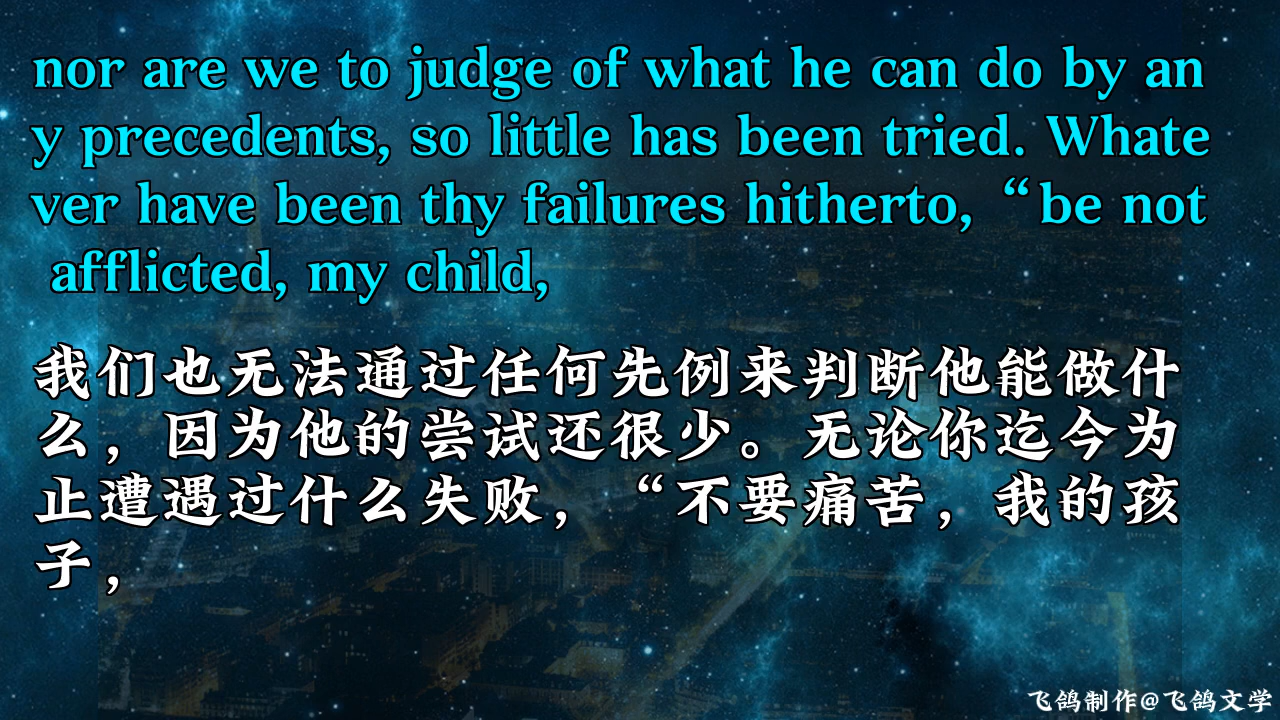 nor are we to judge of what he can do by an
y precedents, so little has been tried. Whate
ver have been thy failures hitherto, “be not
afflicted, my child,
我们也无法通过任何先例来判断他能做什
么，因为他的尝试还很少。无论你迄今为
止遭遇过什么失败，“不要痛苦，我的孩
子，
飞鸽制作@飞鸽文学